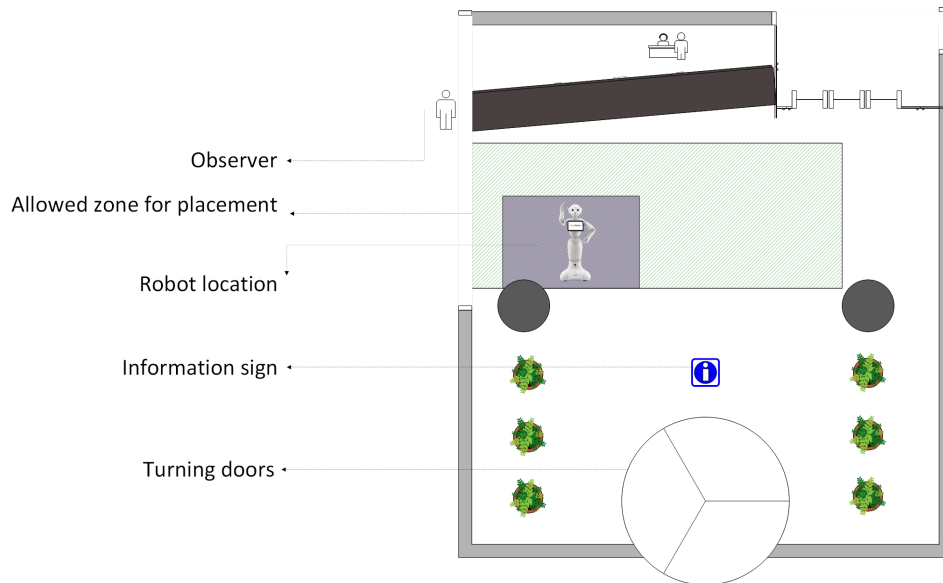 Observer
Allowed zone for placement
Robot location
Information sign
Turning doors